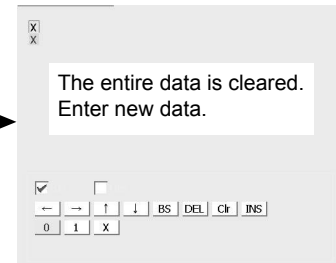 X
X
The entire data is cleared.
Enter new data.
← → ↑ ↓ BS DEL Clr INS
0 1 X